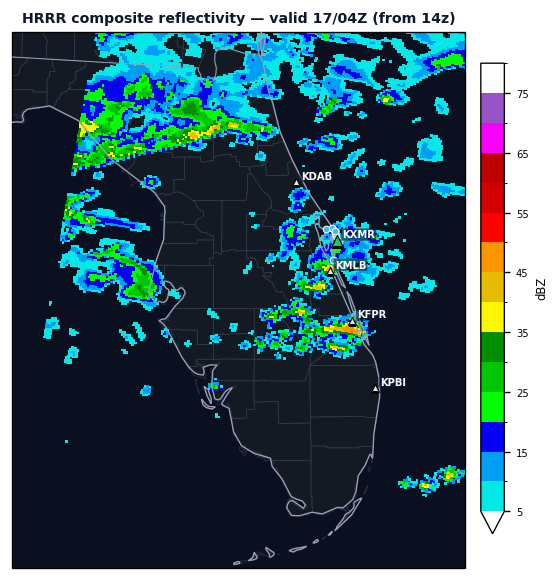 HRRR composite reflectivity — valid 17/04Z (from 14z)
KDAB
KXMR
KMLB
KFPR
KPBI
75
65
55
45
35
25
15
5
dBZ